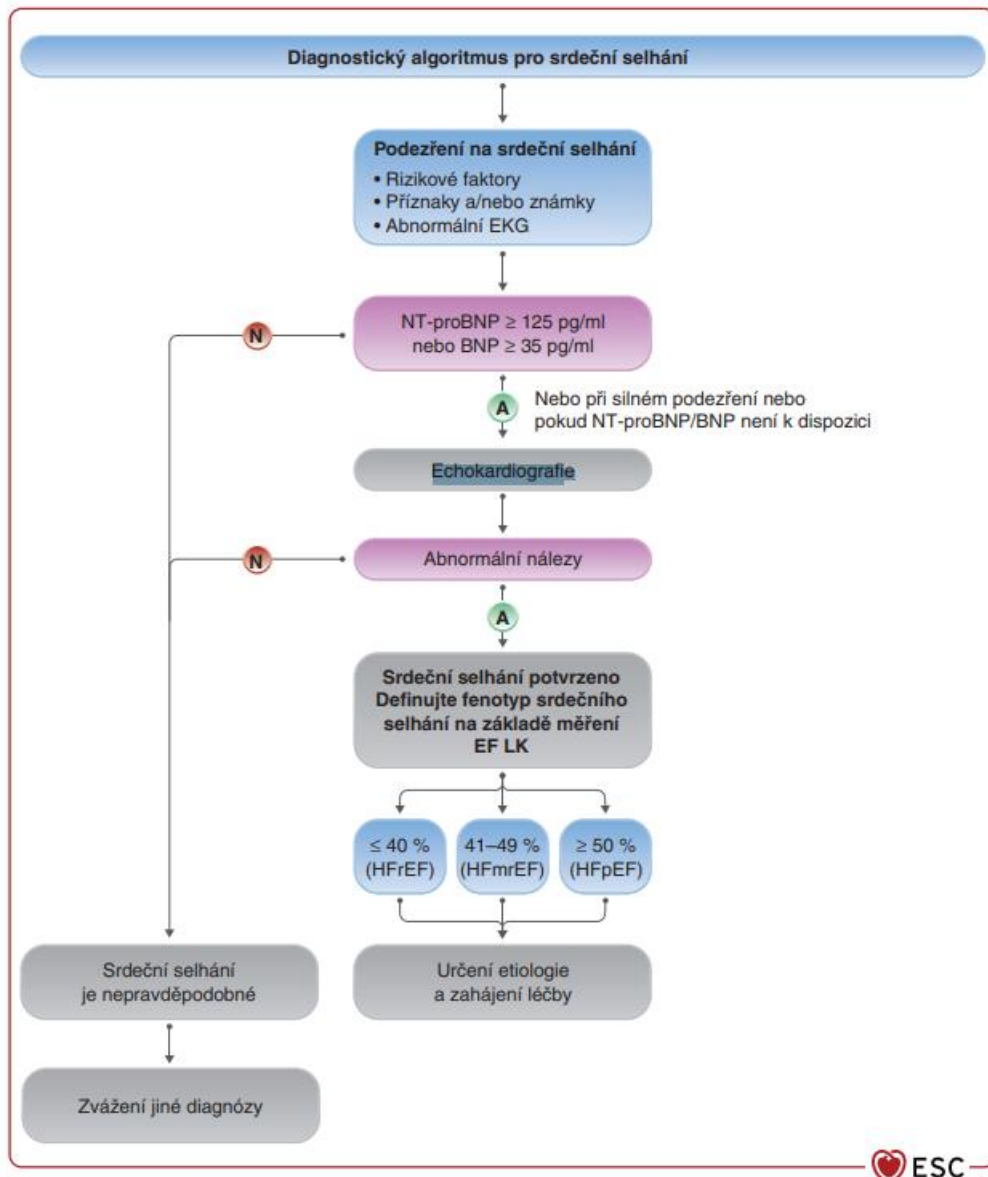 Diagnostický algoritmus pro srdeční selhání
Podezření na srdeční selhání
• Rizikové faktory
• Příznaky a/nebo známky
• Abnormální EKG
N
NT-proBNP ≥ 125 pg/ml
nebo BNP ≥ 35 pg/ml
A
Nebo při silném podezření nebo
pokud NT-proBNP/BNP není k dispozici
Echokardiografie
N
Abnormální nálezy
A
Srdeční selhání potvrzeno
Definujte fenotyp srdečního
selhání na základě měření
EF LK
≤ 40 %
(HFrEF)
41–49 %
(HFmrEF)
≥ 50 %
(HFpEF)
Srdeční selhání
je nepravděpodobné
Určení etiologie
a zahájení léčby
Zvážení jiné diagnózy
ESC